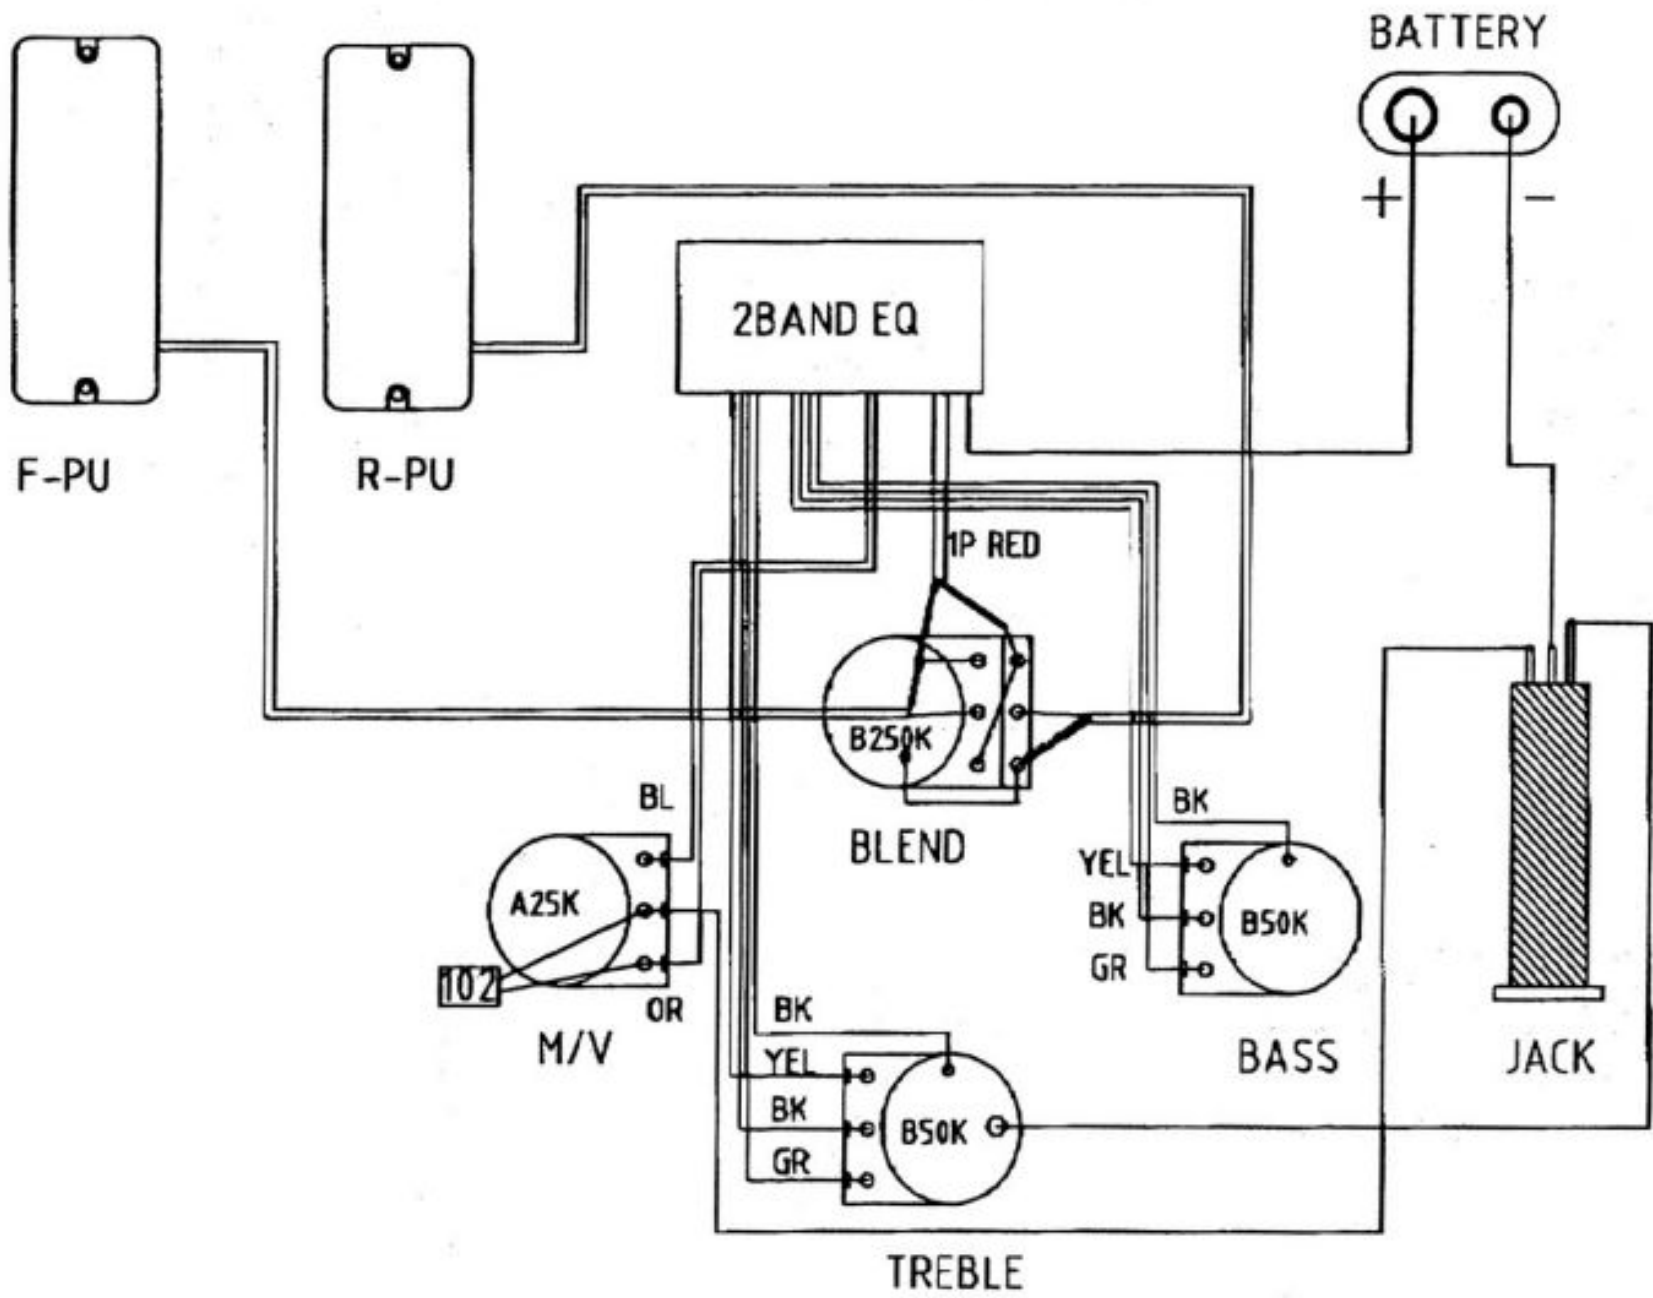 BATTERY
+ -
2BAND EQ
F-PU
R-PU
1P RED
B250K
BL
BLEND
BK
YEL
A25K
BK
B50K
102
GR
OR
BK
M/V
BASS
JACK
YEL
BK
B50K
GR
TREBLE